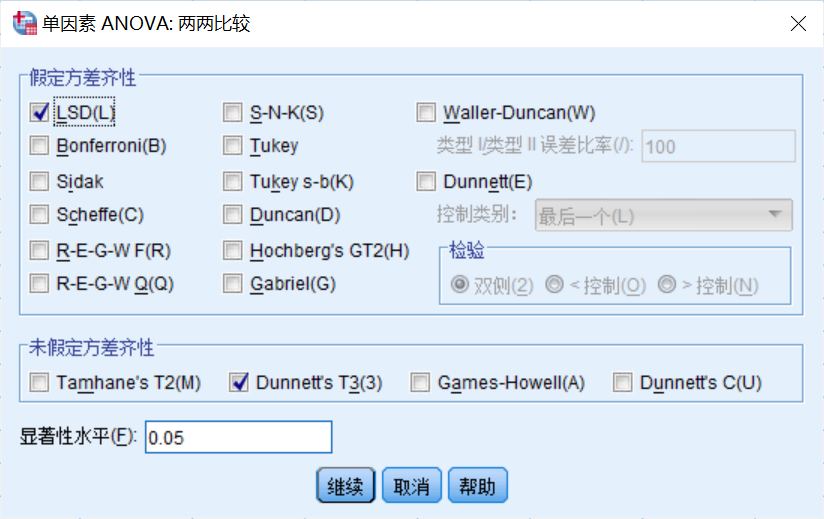 单因素 ANOVA: 两两比较
假定方差齐性
LSD(L) S-N-K(S) Waller-Duncan(W)
Bonferroni(B) Tukey 类型 I/类型 II 误差比率(/): 100
Sidak Tukey s-b(K) Dunnett(E)
Scheffe(C) Duncan(D) 控制类别: 最后一个(L)
R-E-G-W F(R) Hochberg's GT2(H) 检验
R-E-G-W Q(Q) Gabriel(G) 双侧(2) < 控制(O) > 控制(N)
未假定方差齐性
Tamhane's T2(M) Dunnett's T3(3) Games-Howell(A) Dunnett's C(U)
显著性水平(F): 0.05
继续 取消 帮助